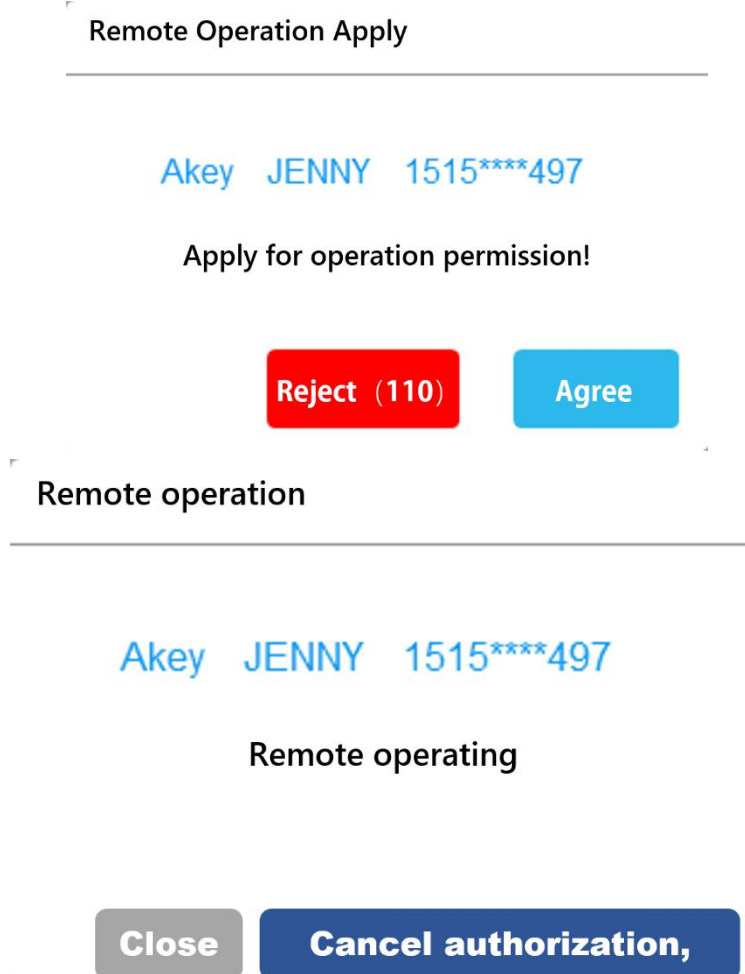 Remote Operation Apply
Akey JENNY 1515****497
Apply for operation permission!
Reject（110） Agree
Remote operation
Akey JENNY 1515****497
Remote operating
Close Cancel authorization,